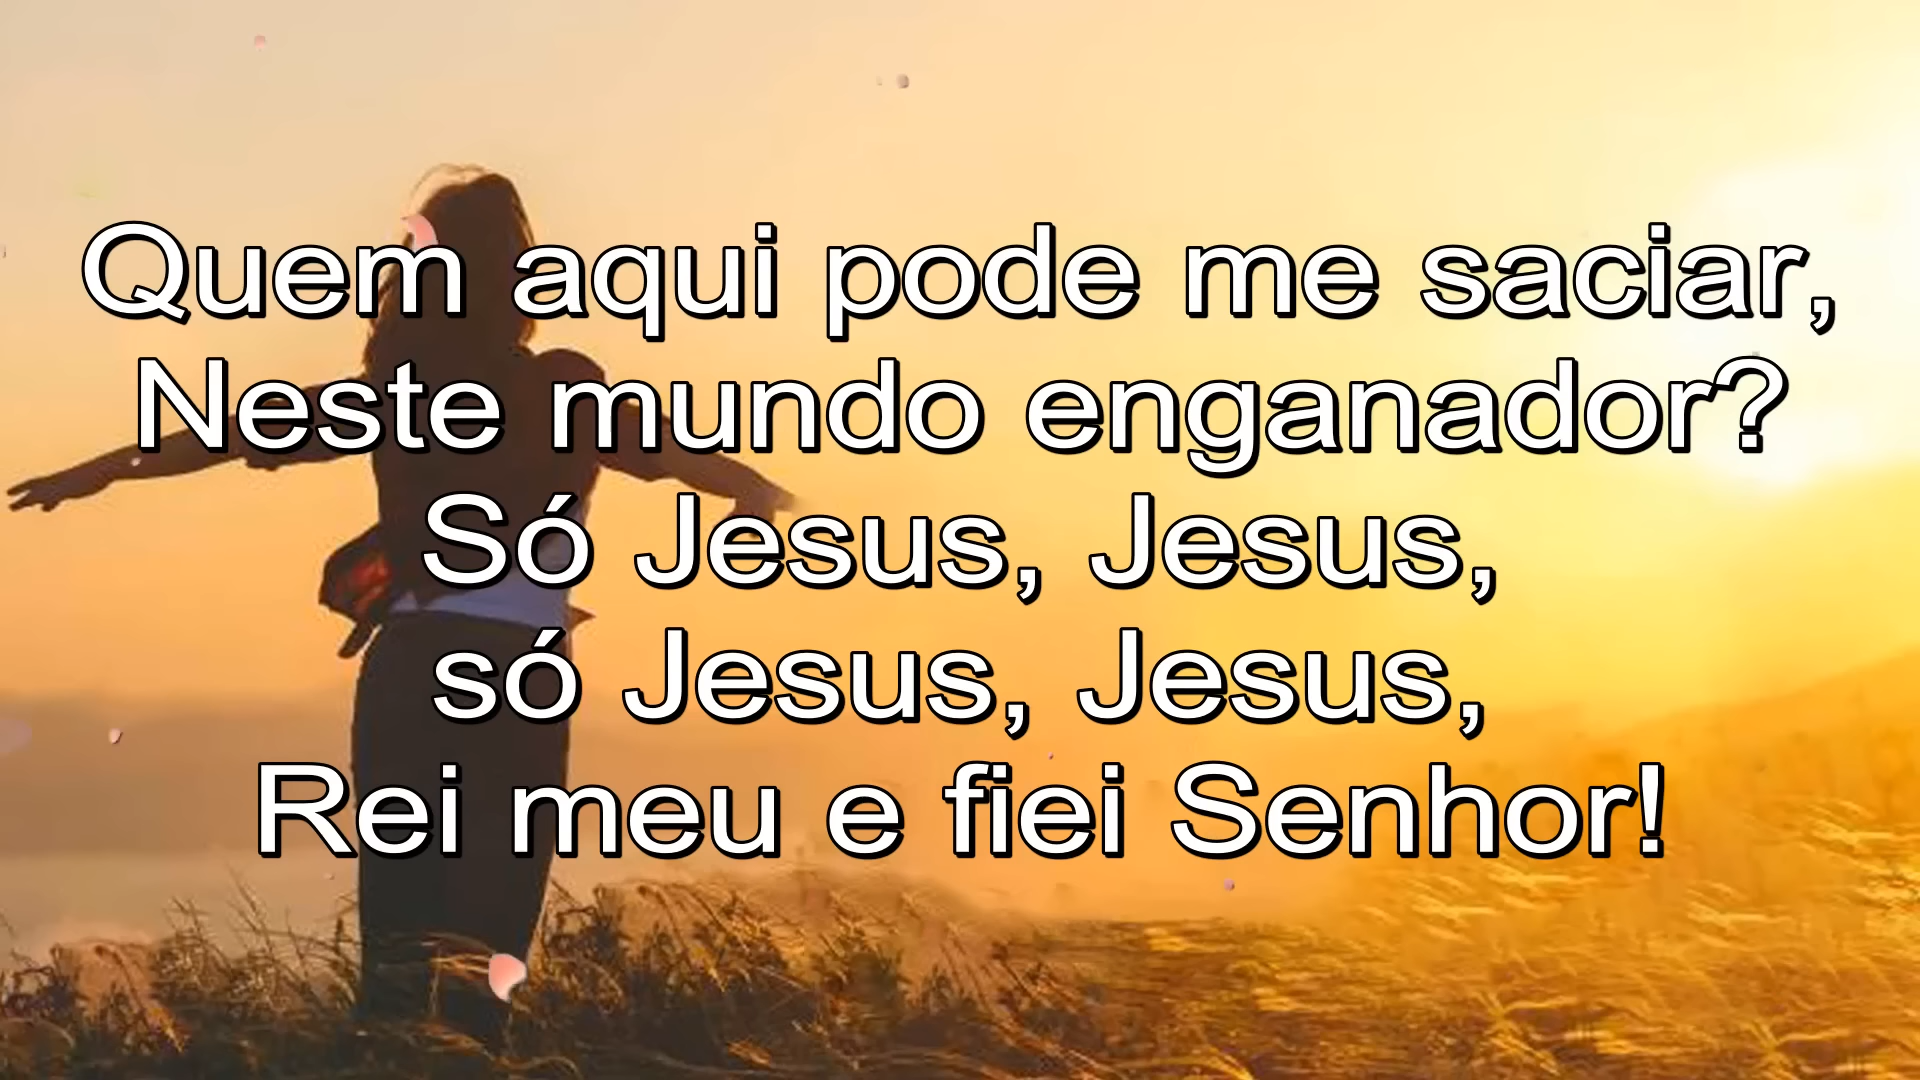 Quem aqui pode me saciar,
Neste mundo enganador?
Só Jesus, Jesus,
só Jesus, Jesus,
Rei meu e fiei Senhor!